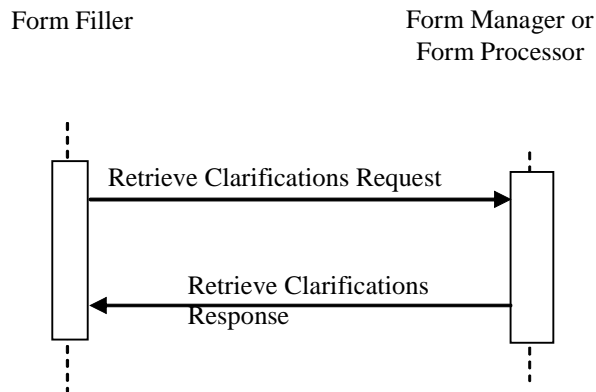 Form Filler
Form Manager or
Form Processor
Retrieve Clarifications Request
Retrieve Clarifications
Response